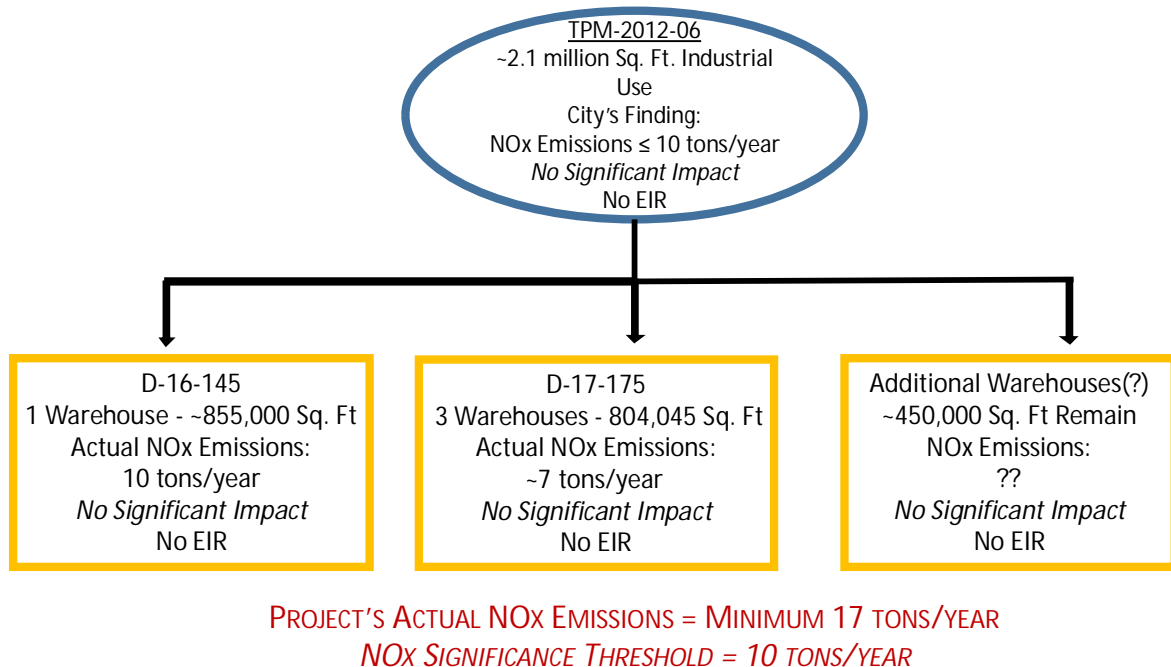 TPM-2012-06
~2.1 million Sq. Ft. Industrial
Use
City's Finding:
NOx Emissions ≤ 10 tons/year
No Significant Impact
No EIR
D-16-145
1 Warehouse - ~855,000 Sq. Ft
Actual NOx Emissions:
10 tons/year
No Significant Impact
No EIR
D-17-175
3 Warehouses - 804,045 Sq. Ft
Actual NOx Emissions:
~7 tons/year
No Significant Impact
No EIR
Additional Warehouses(?)
~450,000 Sq. Ft Remain
NOx Emissions:
??
No Significant Impact
No EIR
PROJECT'S ACTUAL NOX EMISSIONS = MINIMUM 17 TONS/YEAR
NOX SIGNIFICANCE THRESHOLD = 10 TONS/YEAR